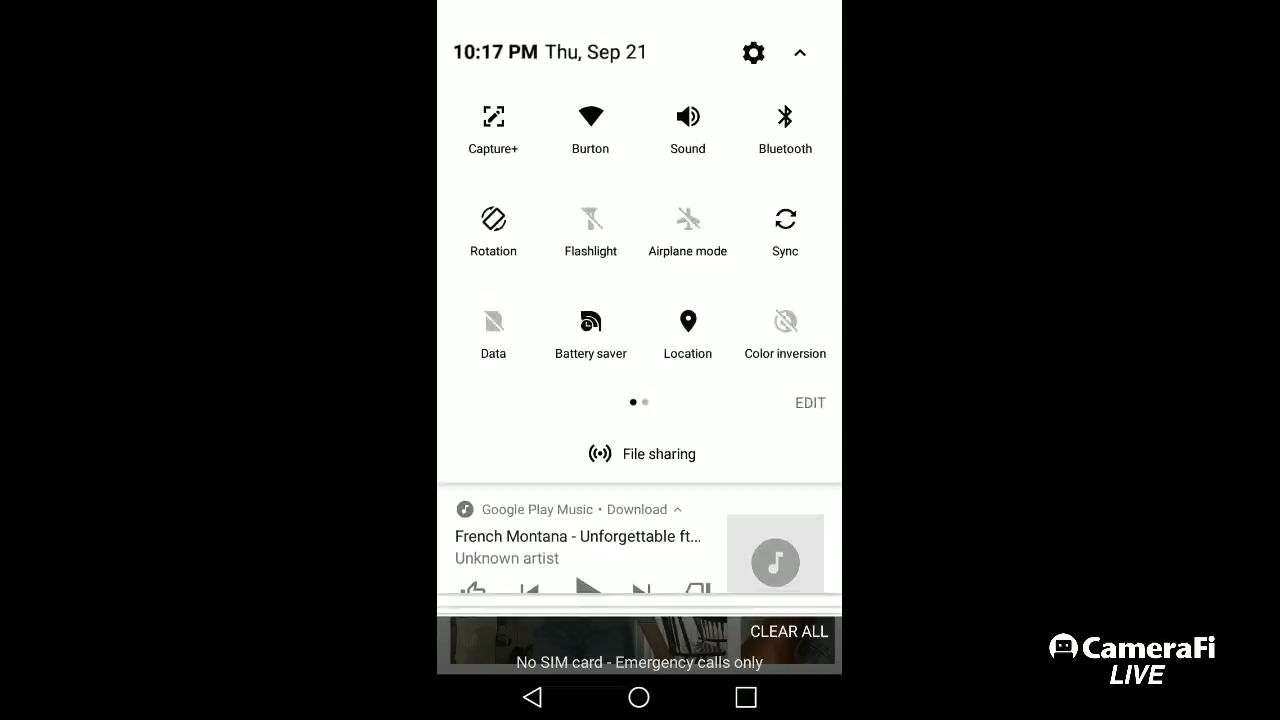 10:17 PM Thu, Sep 21
Capture+ Burton Sound Bluetooth
Rotation Flashlight Airplane mode Sync
Data Battery saver Location Color inversion
EDIT
File sharing
Google Play Music • Download
French Montana - Unforgettable ft...
Unknown artist
CLEAR ALL
No SIM card - Emergency calls only
CameraFi
LIVE